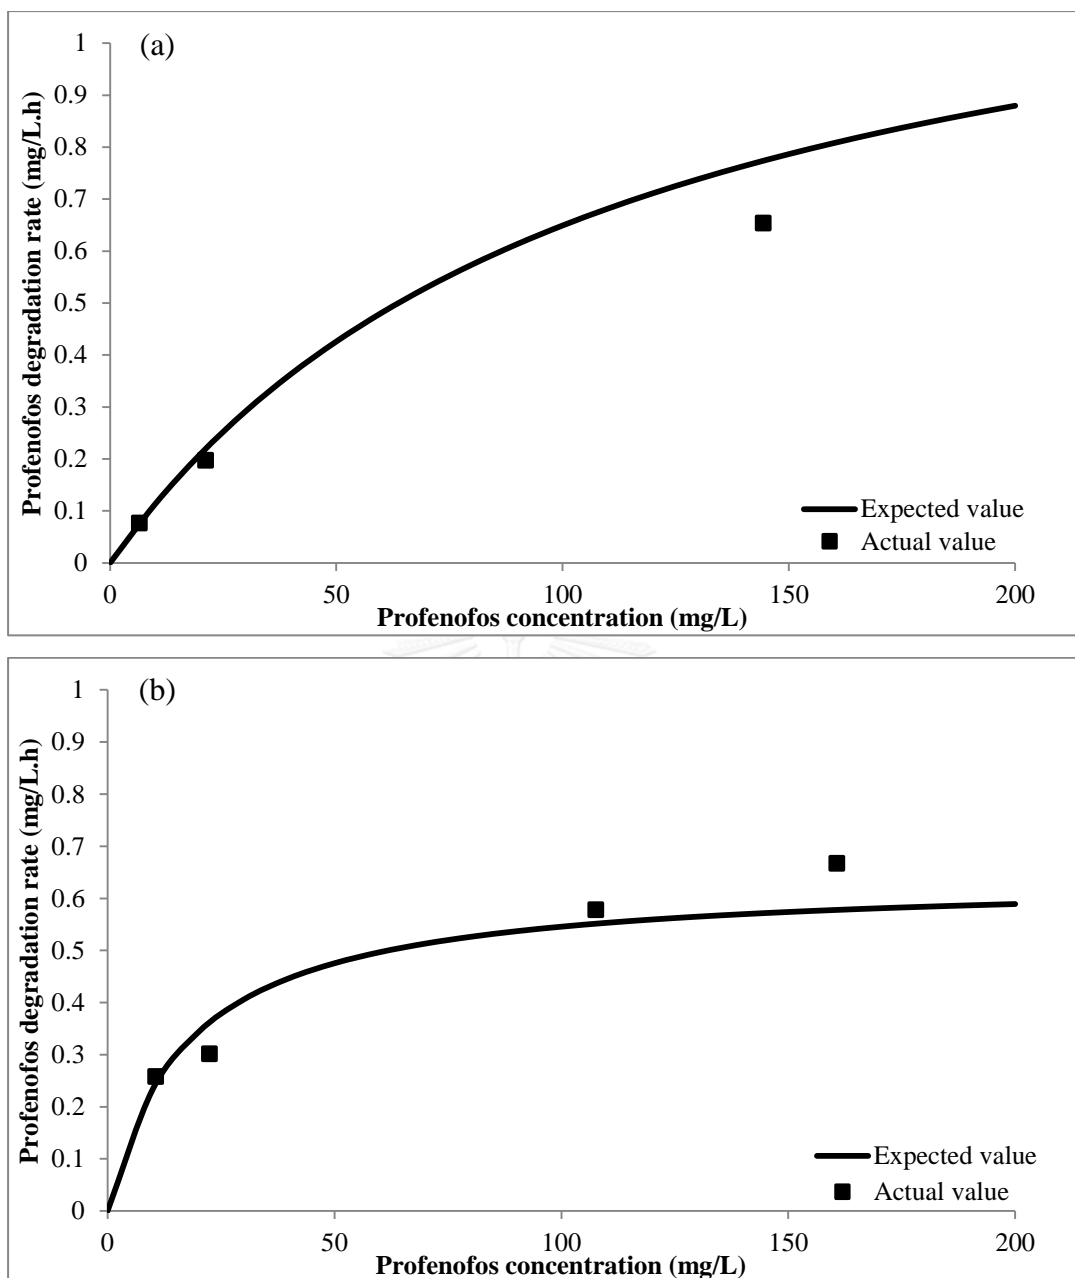 (a)
1
0.9
0.8
0.7
0.6
0.5
0.4
0.3
0.2
0.1
0
Profenofos degradation rate (mg/L.h)
Expected value
Actual value
0 50 100 150 200
Profenofos concentration (mg/L)
(b)
1
0.9
0.8
0.7
0.6
0.5
0.4
0.3
0.2
0.1
0
Profenofos degradation rate (mg/L.h)
Expected value
Actual value
0 50 100 150 200
Profenofos concentration (mg/L)